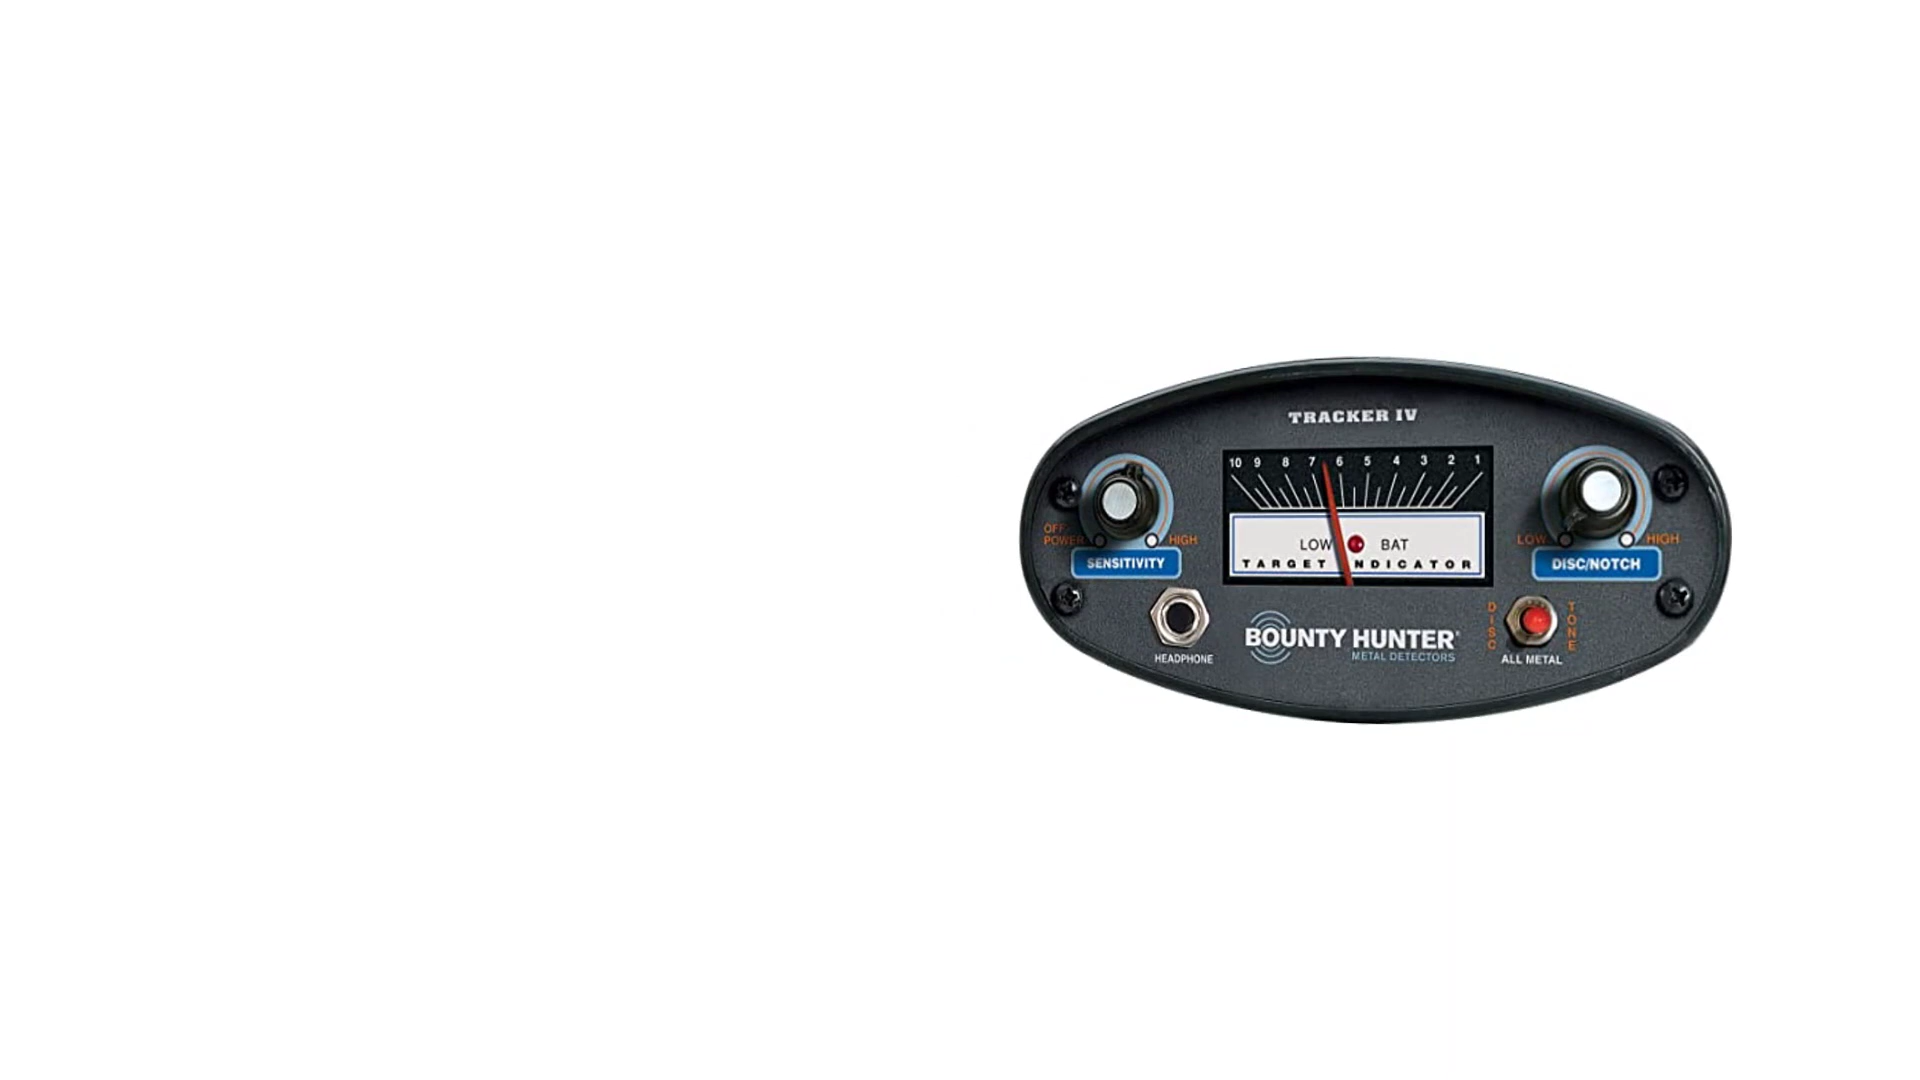 TRACKER IV
10 9 8 7 6 5 4 3 2 1
OFF/
POWER
HIGH
SENSITIVITY
LOW BAT
TARGET INDICATOR
LOW
HIGH
DISC/NOTCH
HEADPHONE
BOUNTY HUNTER®
METAL DETECTORS
DISC
TONE
ALL METAL